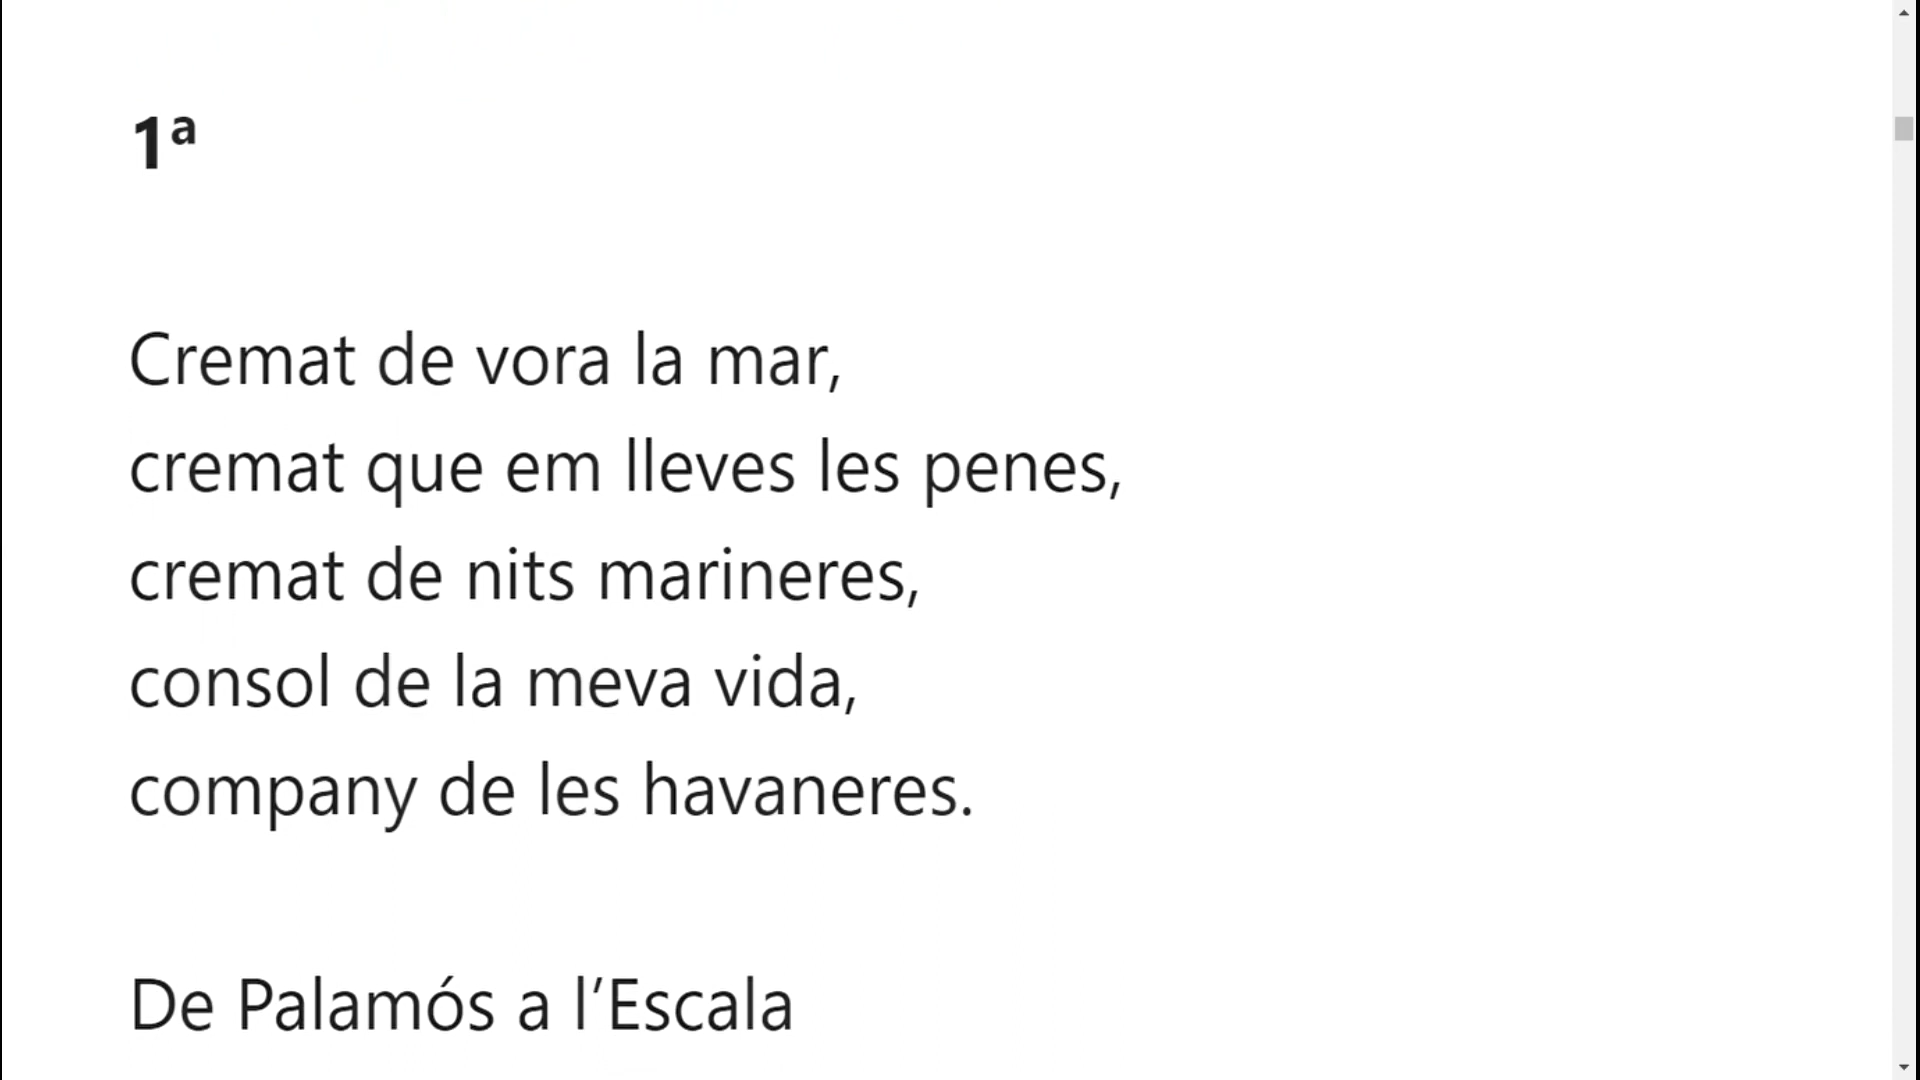 1ª
Cremat de vora la mar,
cremat que em lleves les penes,
cremat de nits marineres,
consol de la meva vida,
company de les havaneres.
De Palamós a l’Escala